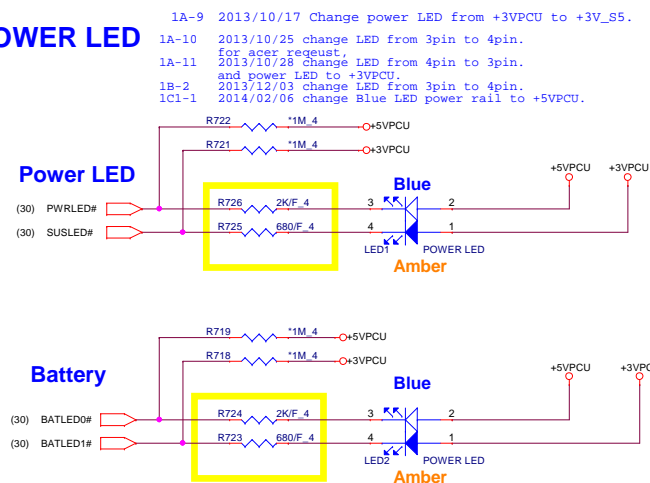 1A-9 2013/10/17 Change power LED from +3VPCU to +3V_S5.
OWER LED
1A-10 2013/10/25 change LED from 3pin to 4pin.
for acer reqeust,
1A-11 2013/10/28 change LED from 4pin to 3pin.
and power LED to +3VPCU.
1B-2 2013/12/03 change LED from 3pin to 4pin.
1C1-1 2014/02/06 change Blue LED power rail to +5VPCU.
R722 *1M_4 +5VPCU
R721 *1M_4 +3VPCU
Power LED
+5VPCU +3VPCU
Blue
(30) PWRLED# R726 2K/F_4 3 2
(30) SUSLED# R725 680/F_4 4 1
LED1 POWER LED
Amber
R719 *1M_4 +5VPCU
R718 *1M_4 +3VPCU
Battery
+5VPCU +3VPC
Blue
(30) BATLED0# R724 2K/F_4 3 2
(30) BATLED1# R723 680/F_4 4 1
LED2 POWER LED
Amber